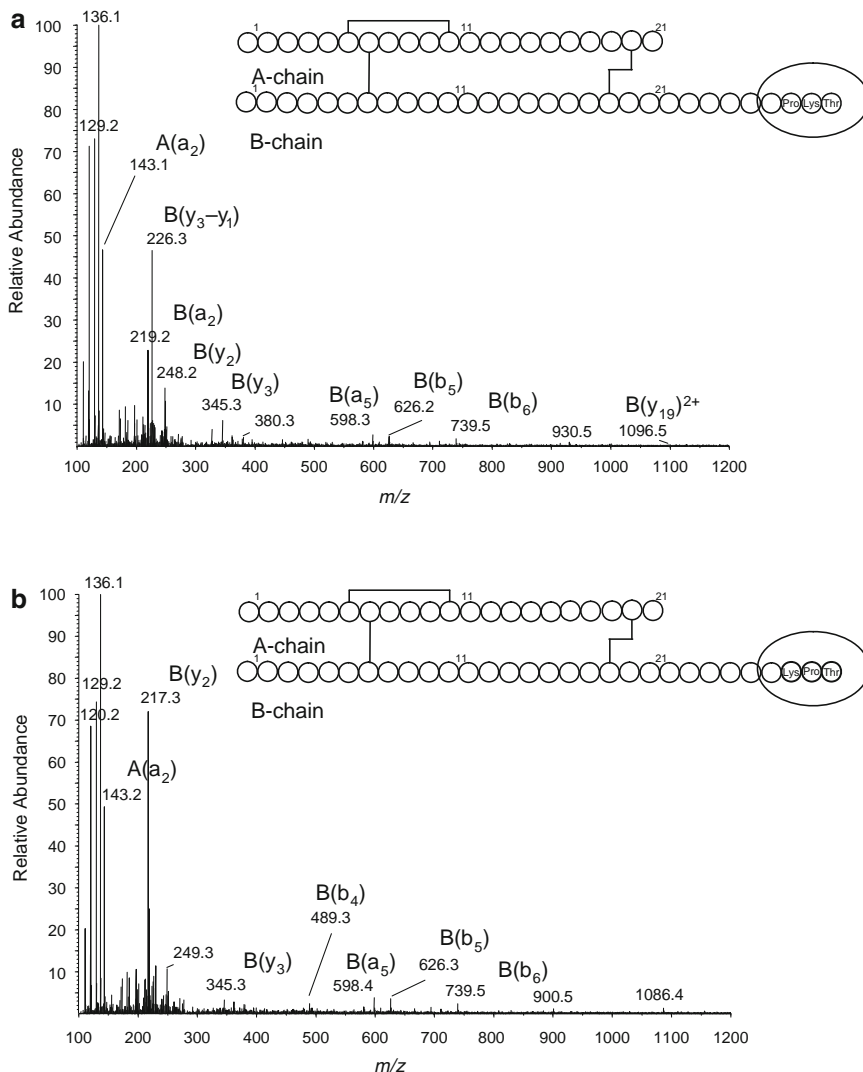 a
136.1
100
90
80
70
60
50
40
30
20
10
Relative Abundance
129.2
A(a2)
143.1
B(y3–y1)
226.3
B(a2)
219.2
B(y2)
248.2
B(y3)
345.3
380.3
B(a5)
598.3
B(b5)
626.2
B(b6)
739.5
930.5
B(y19)2+
1096.5
100 200 300 400 500 600 700 800 900 1000 1100 1200
m/z
1 11 21
A-chain
1 11 21
Pro Lys Thr
B-chain
b
136.1
100
90
80
70
60
50
40
30
20
10
Relative Abundance
129.2
120.2
B(y2)
217.3
A(a2)
143.2
249.3
B(y3)
345.3
B(b4)
489.3
B(a5)
598.4
B(b5)
626.3
B(b6)
739.5
900.5
1086.4
100 200 300 400 500 600 700 800 900 1000 1100 1200
m/z
1 11 21
A-chain
1 11 21
Lys Pro Thr
B-chain